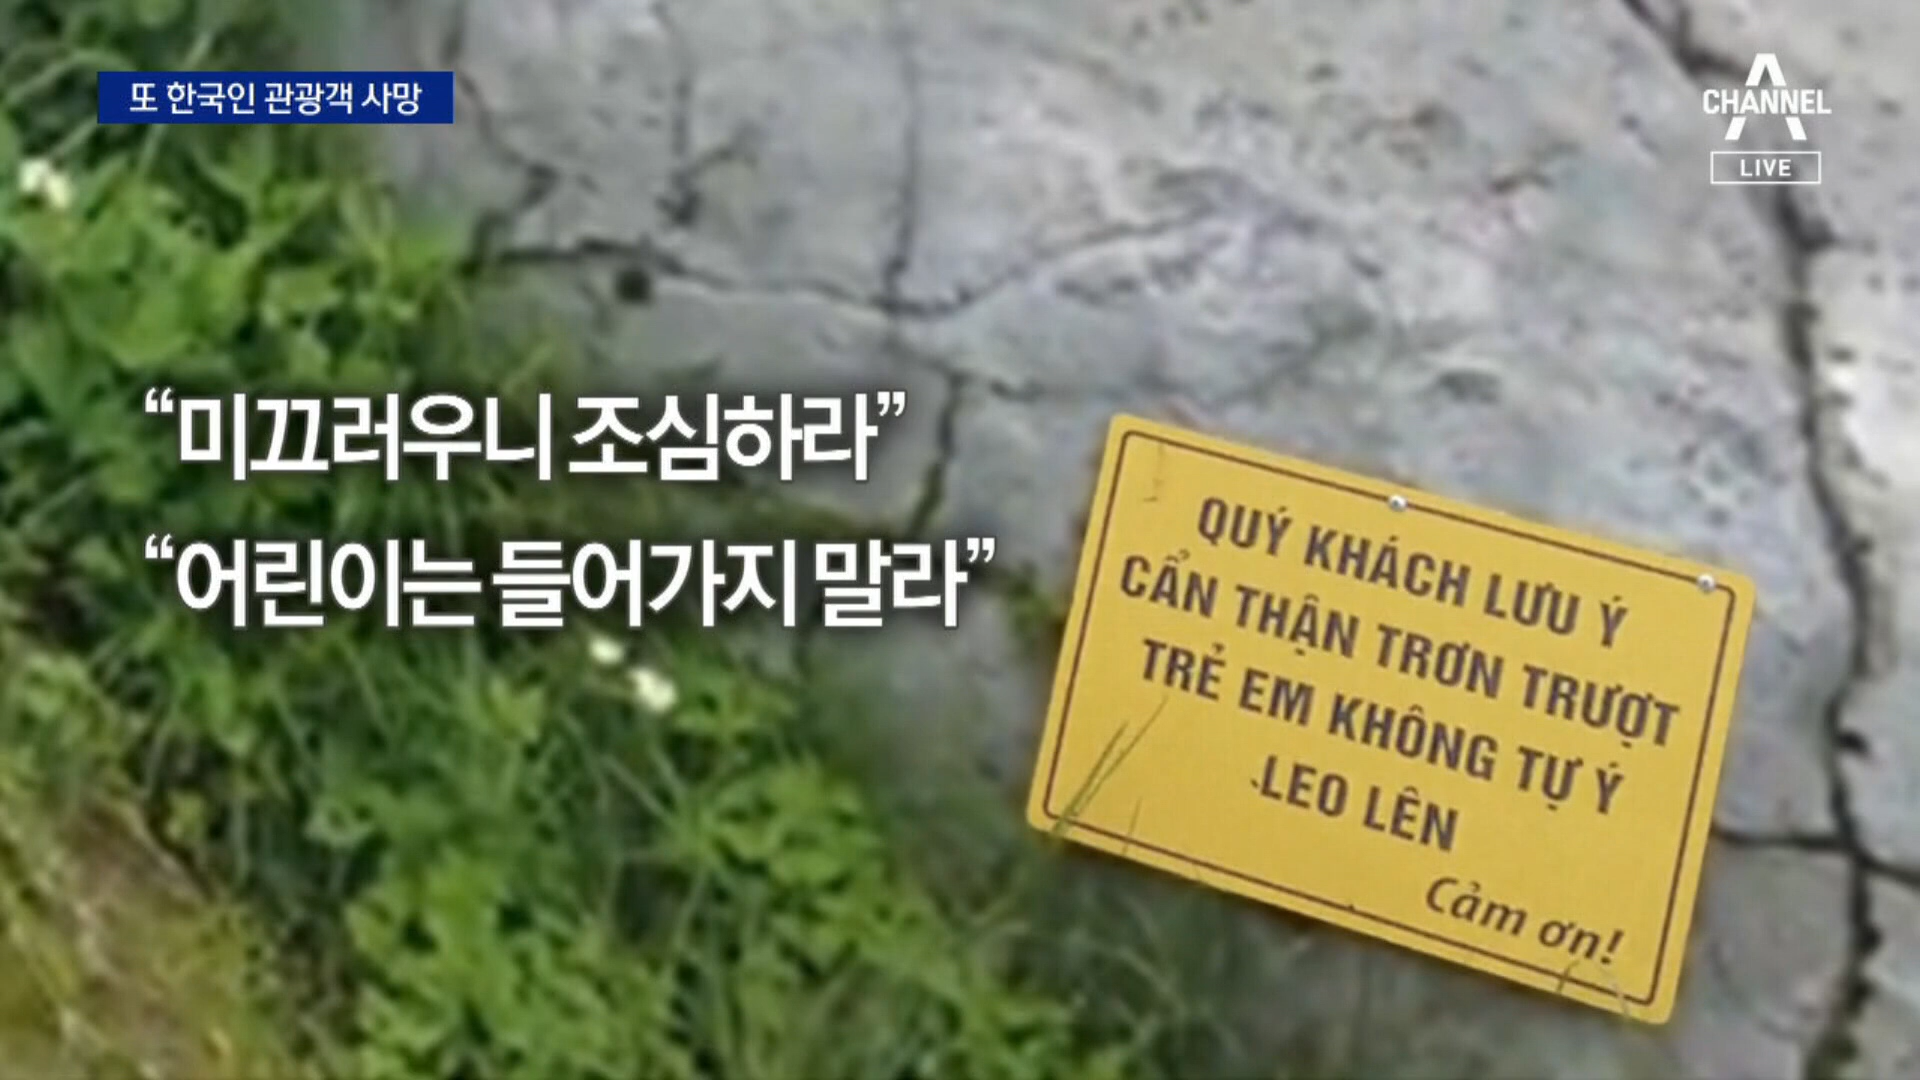 또 한국인 관광객 사망
CHANNEL A
LIVE
“미끄러우니 조심하라”
“어린이는 들어가지 말라”
QUÝ KHÁCH LƯU Ý
CẨN THẬN TRƠN TRƯỢT
TRẺ EM KHÔNG TỰ Ý
LEO LÊN
Cảm ơn!